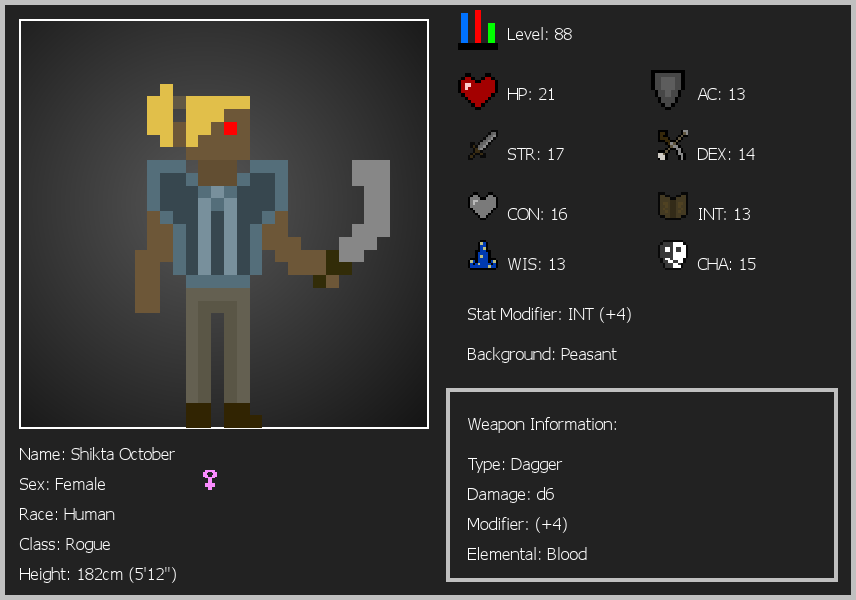 Level: 88
HP: 21
AC: 13
STR: 17
DEX: 14
CON: 16
INT: 13
WIS: 13
CHA: 15
Stat Modifier: INT (+4)
Background: Peasant
Weapon Information:
Type: Dagger
Damage: d6
Modifier: (+4)
Elemental: Blood
Name: Shikta October
Sex: Female
Race: Human
Class: Rogue
Height: 182cm (5'12")